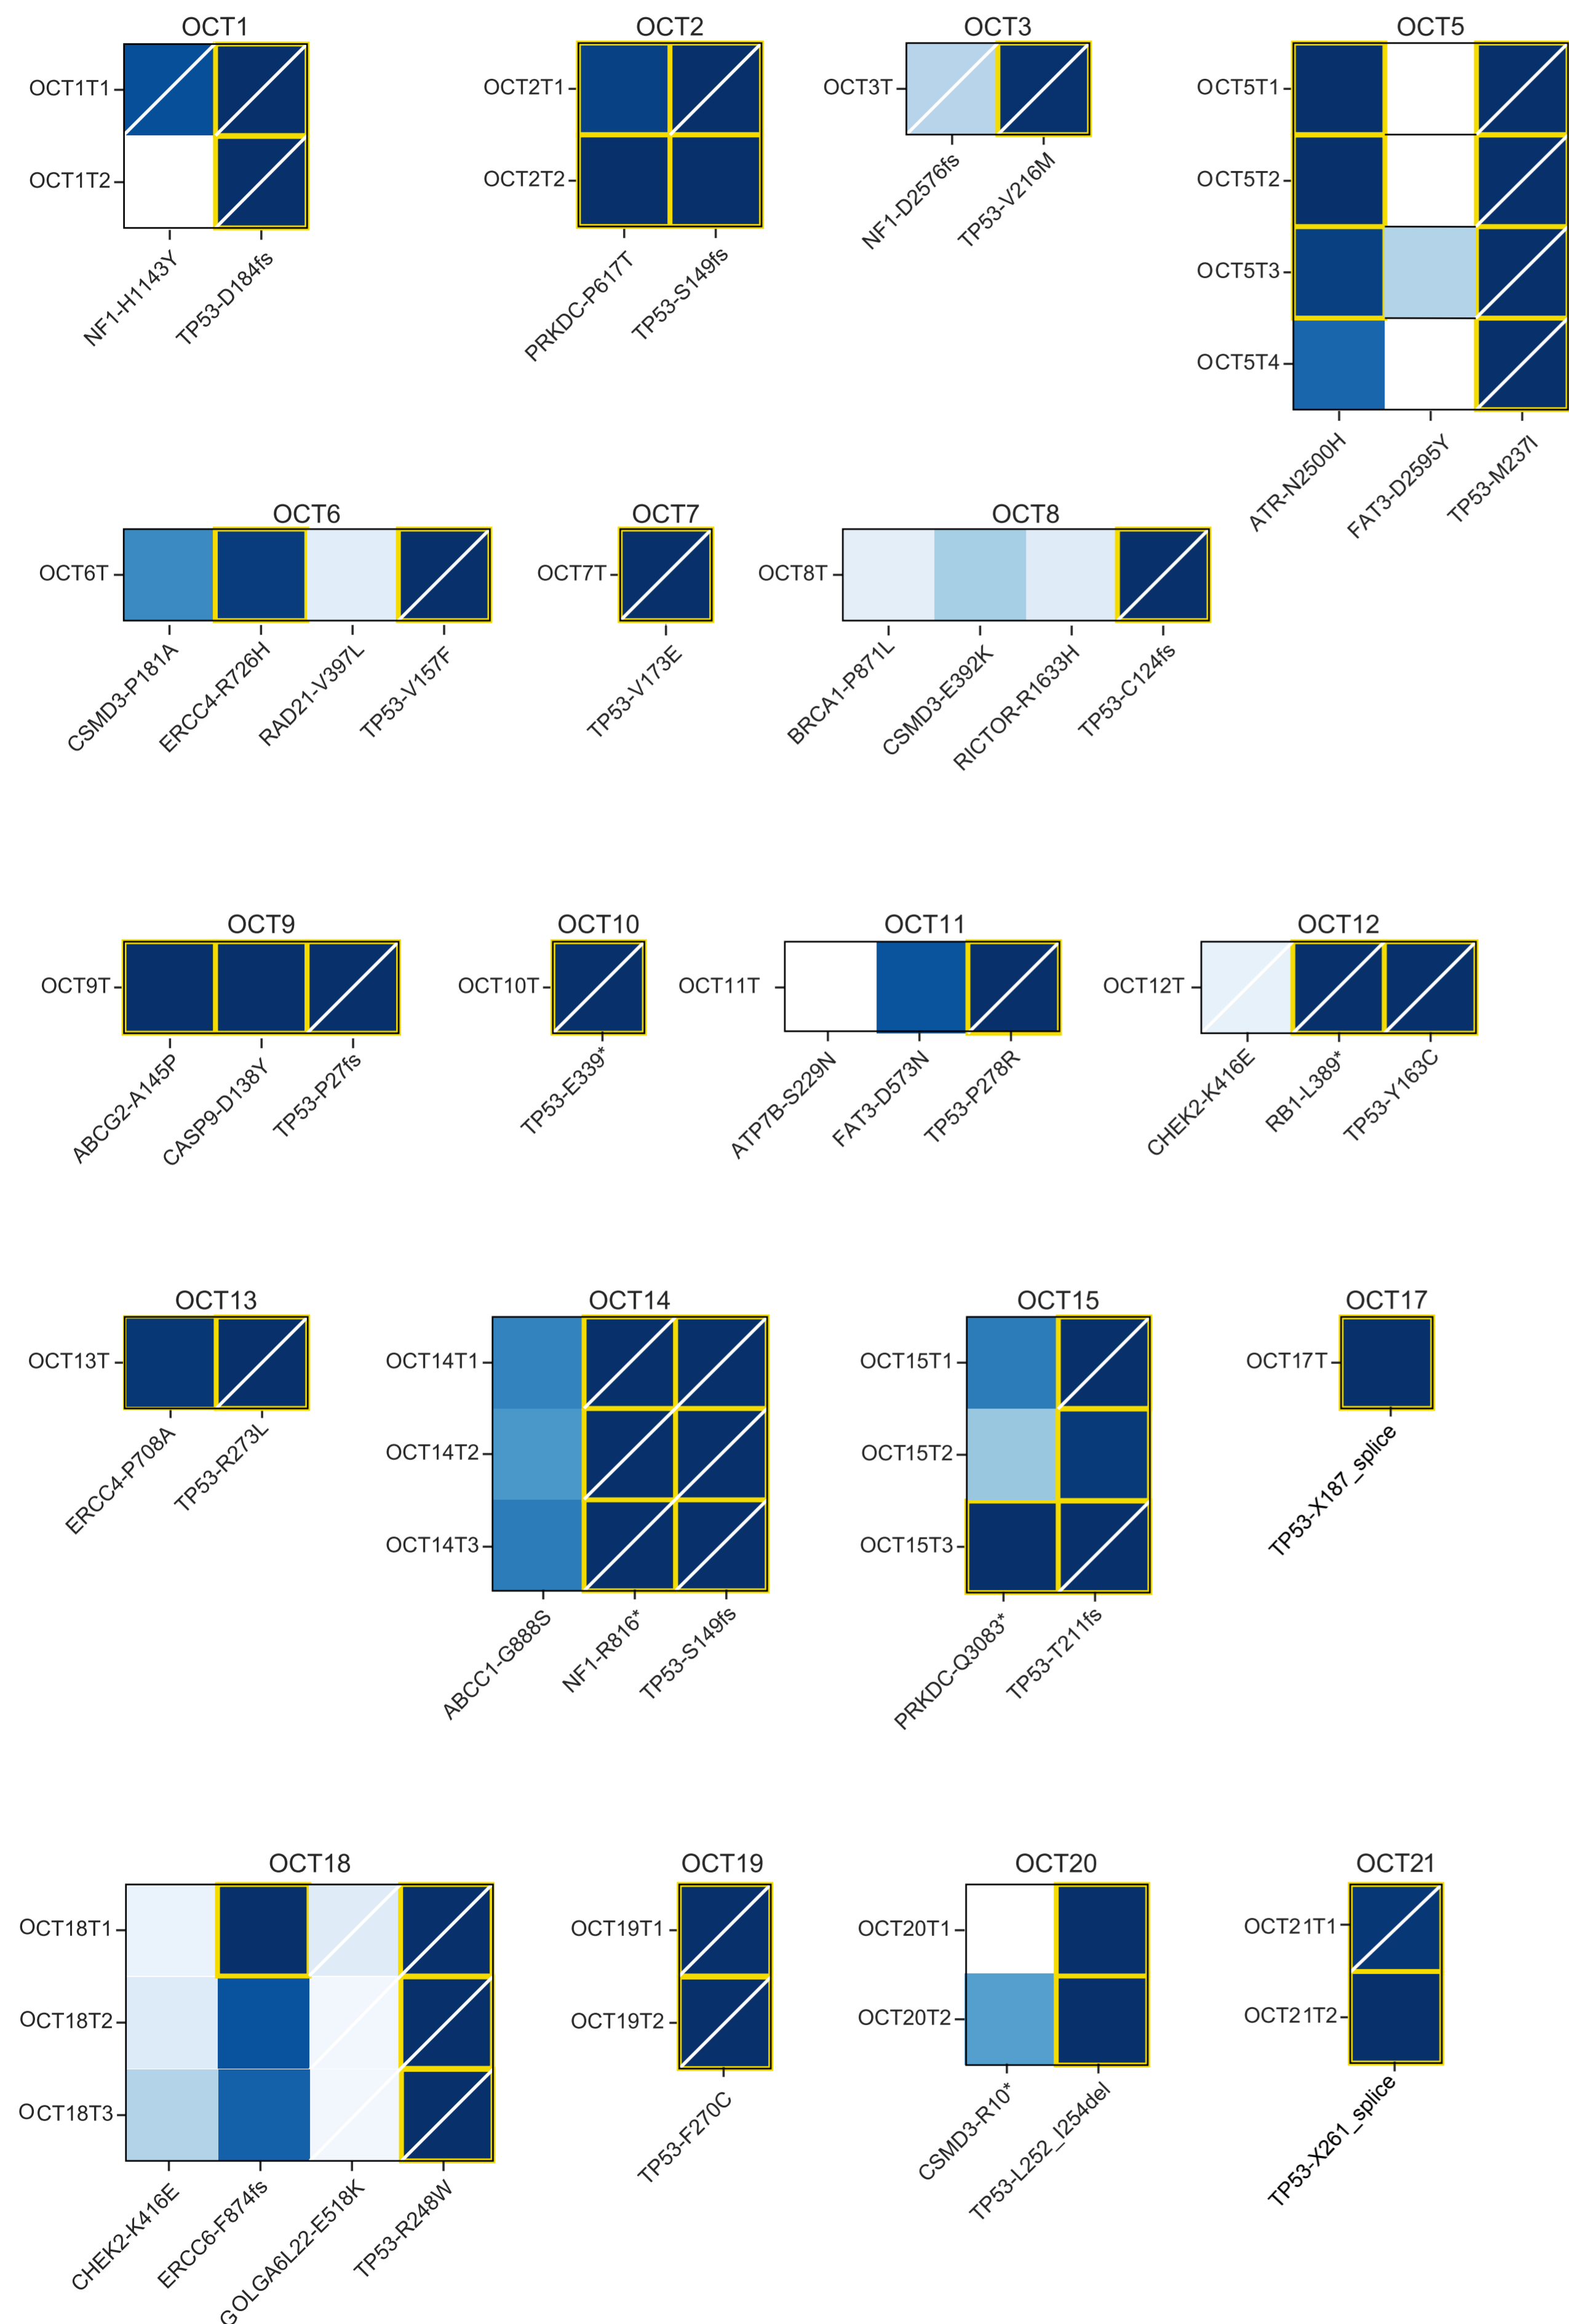 OCT1
OCT2
OCT3
OCT5
OCT1T1
OCT1T2
NF1-H1143Y
TP53-D184fs
OCT2T1
OCT2T2
PRKDC-P617T
TP53-S149fs
OCT3T
NF1-D2576fs
TP53-V216M
OCT5T1
OCT5T2
OCT5T3
OCT5T4
ATR-N2500H
FAT3-D2595Y
TP53-M237I
OCT6
OCT7
OCT8
OCT6T
CSMD3-P181A
ERCC4-R726H
RAD21-V397L
TP53-V157F
OCT7T
TP53-V173E
OCT8T
BRCA1-P871L
CSMD3-E392K
RICTOR-R1633H
TP53-C124fs
OCT9
OCT10
OCT11
OCT12
OCT9T
ABCG2-A145P
CASP9-D138Y
TP53-P27fs
OCT10T
TP53-E339*
OCT11T
ATP7B-S229N
FAT3-D573N
TP53-P278R
OCT12T
CHEK2-K416E
RB1-L389*
TP53-Y163C
OCT13
OCT14
OCT15
OCT17
OCT13T
ERCC4-P708A
TP53-R273L
OCT14T1
OCT14T2
OCT14T3
ABCC1-G888S
NF1-R816*
TP53-S149fs
OCT15T1
OCT15T2
OCT15T3
PRKDC-Q3083*
TP53-T211fs
OCT17T
TP53-X187_splice
OCT18
OCT19
OCT20
OCT21
OCT18T1
OCT18T2
OCT18T3
CHEK2-K416E
ERCC6-F874fs
GOLGA6L22-E518K
TP53-R248W
OCT19T1
OCT19T2
TP53-F270C
OCT20T1
OCT20T2
CSMD3-R10*
TP53-L252_I254del
OCT21T1
OCT21T2
TP53-X261_splice